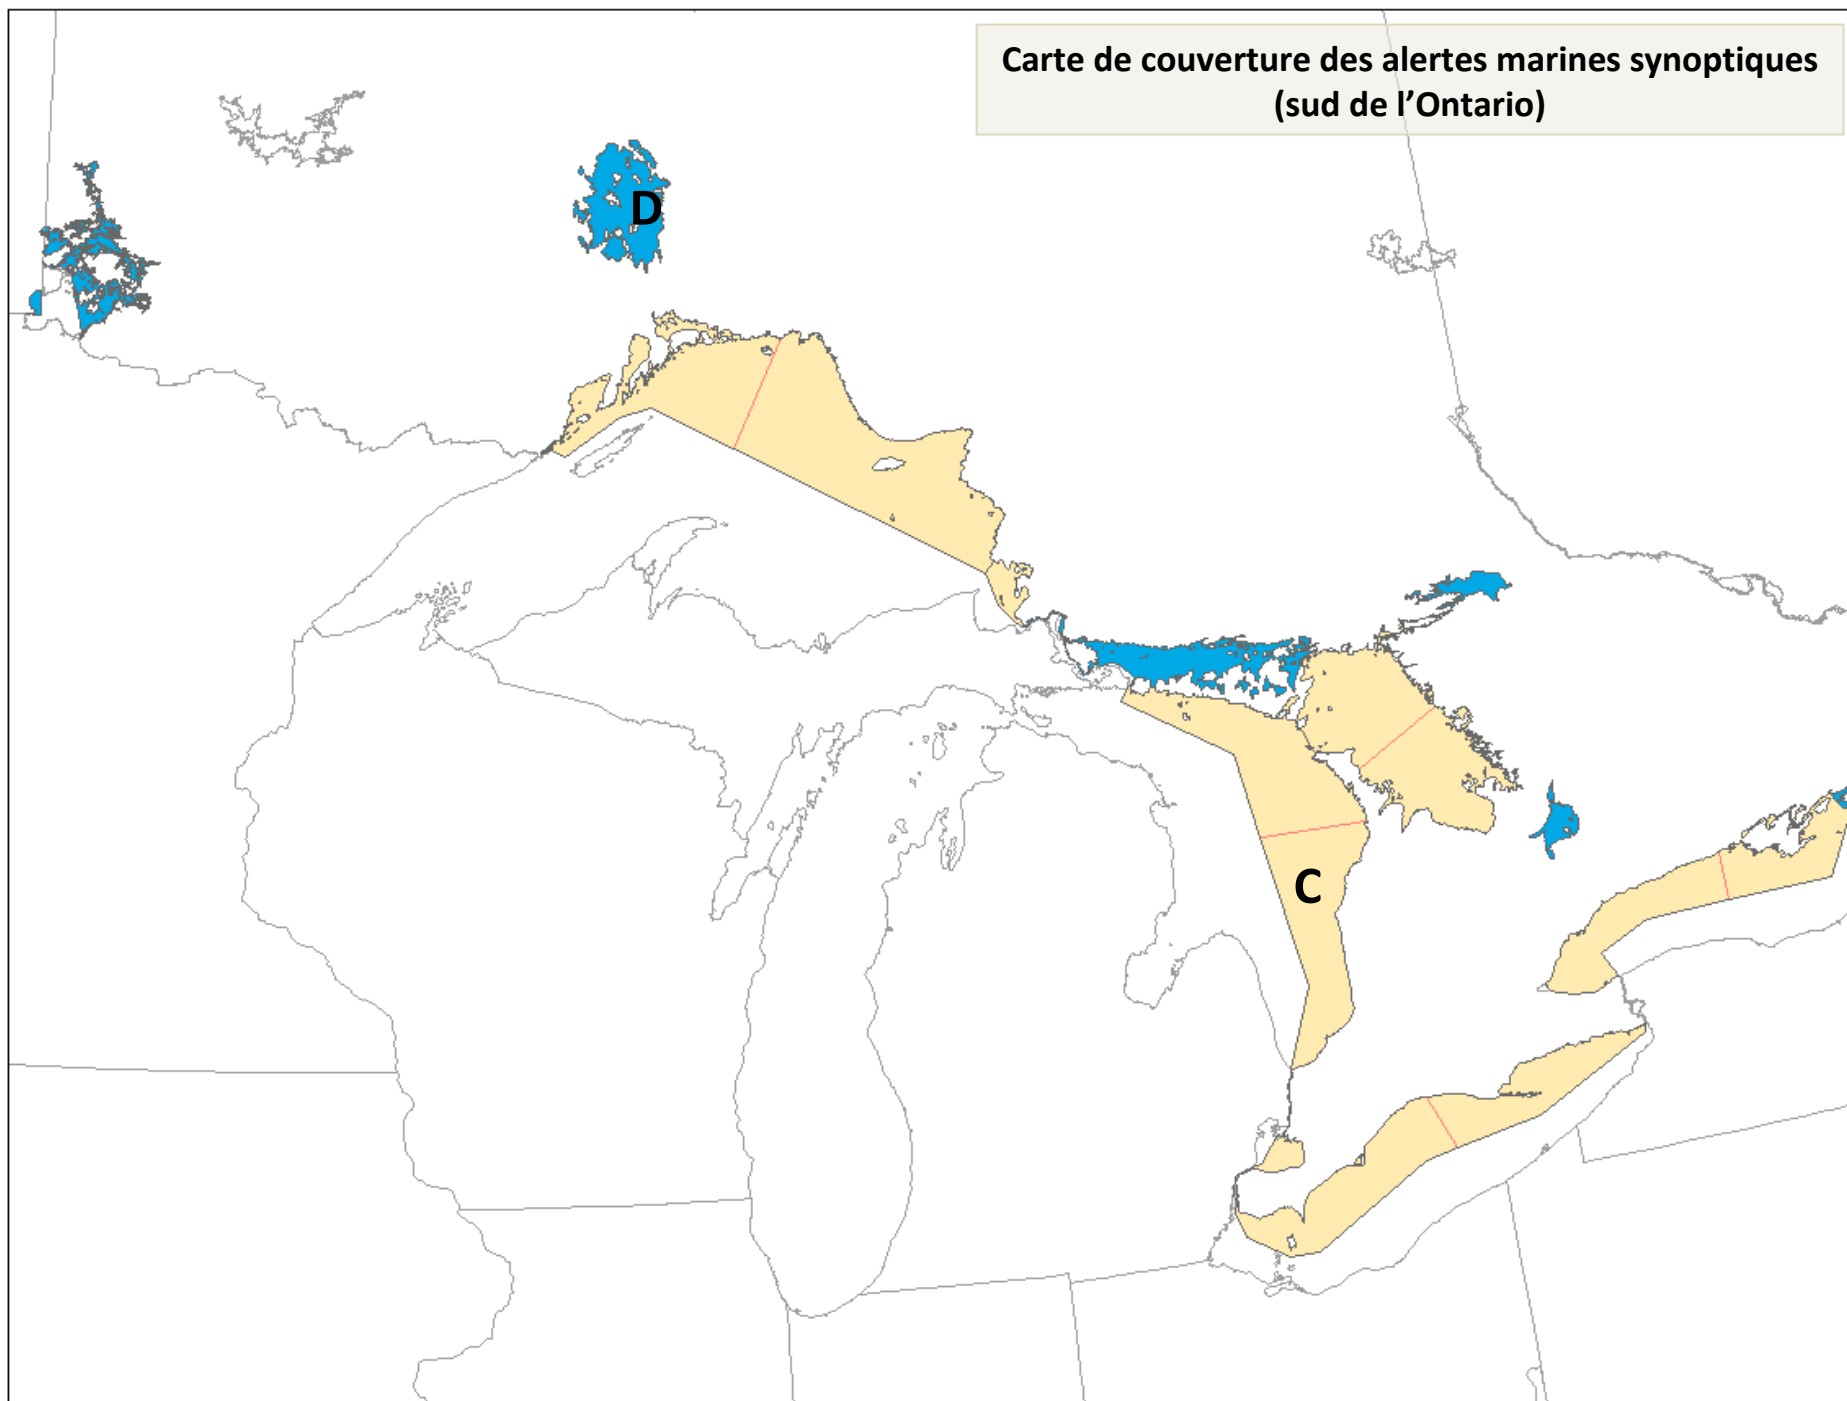 Carte de couverture des alertes marines synoptiques
(sud de l’Ontario)
D
C